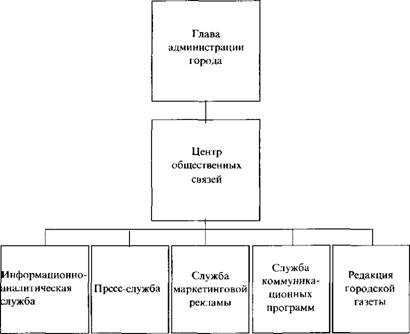 Глава
администрации
города
Центр
общественных
связей
Информационно-
аналитическая
служба
Пресс-служба
Служба
маркетинговой
рекламы
Служба
коммуника-
ционных
программ
Редакция
городской
газеты